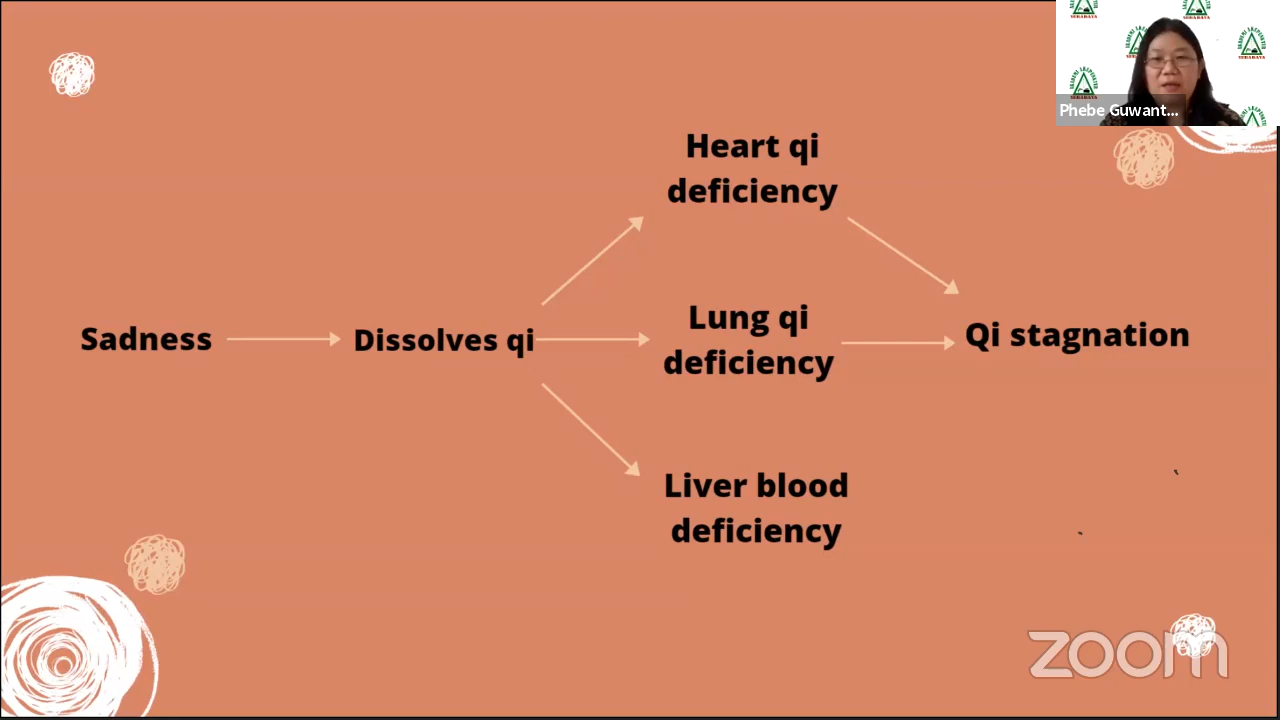 Phebe Guwant...
Heart qi
deficiency
Sadness
Dissolves qi
Lung qi
deficiency
Qi stagnation
Liver blood
deficiency
zoom